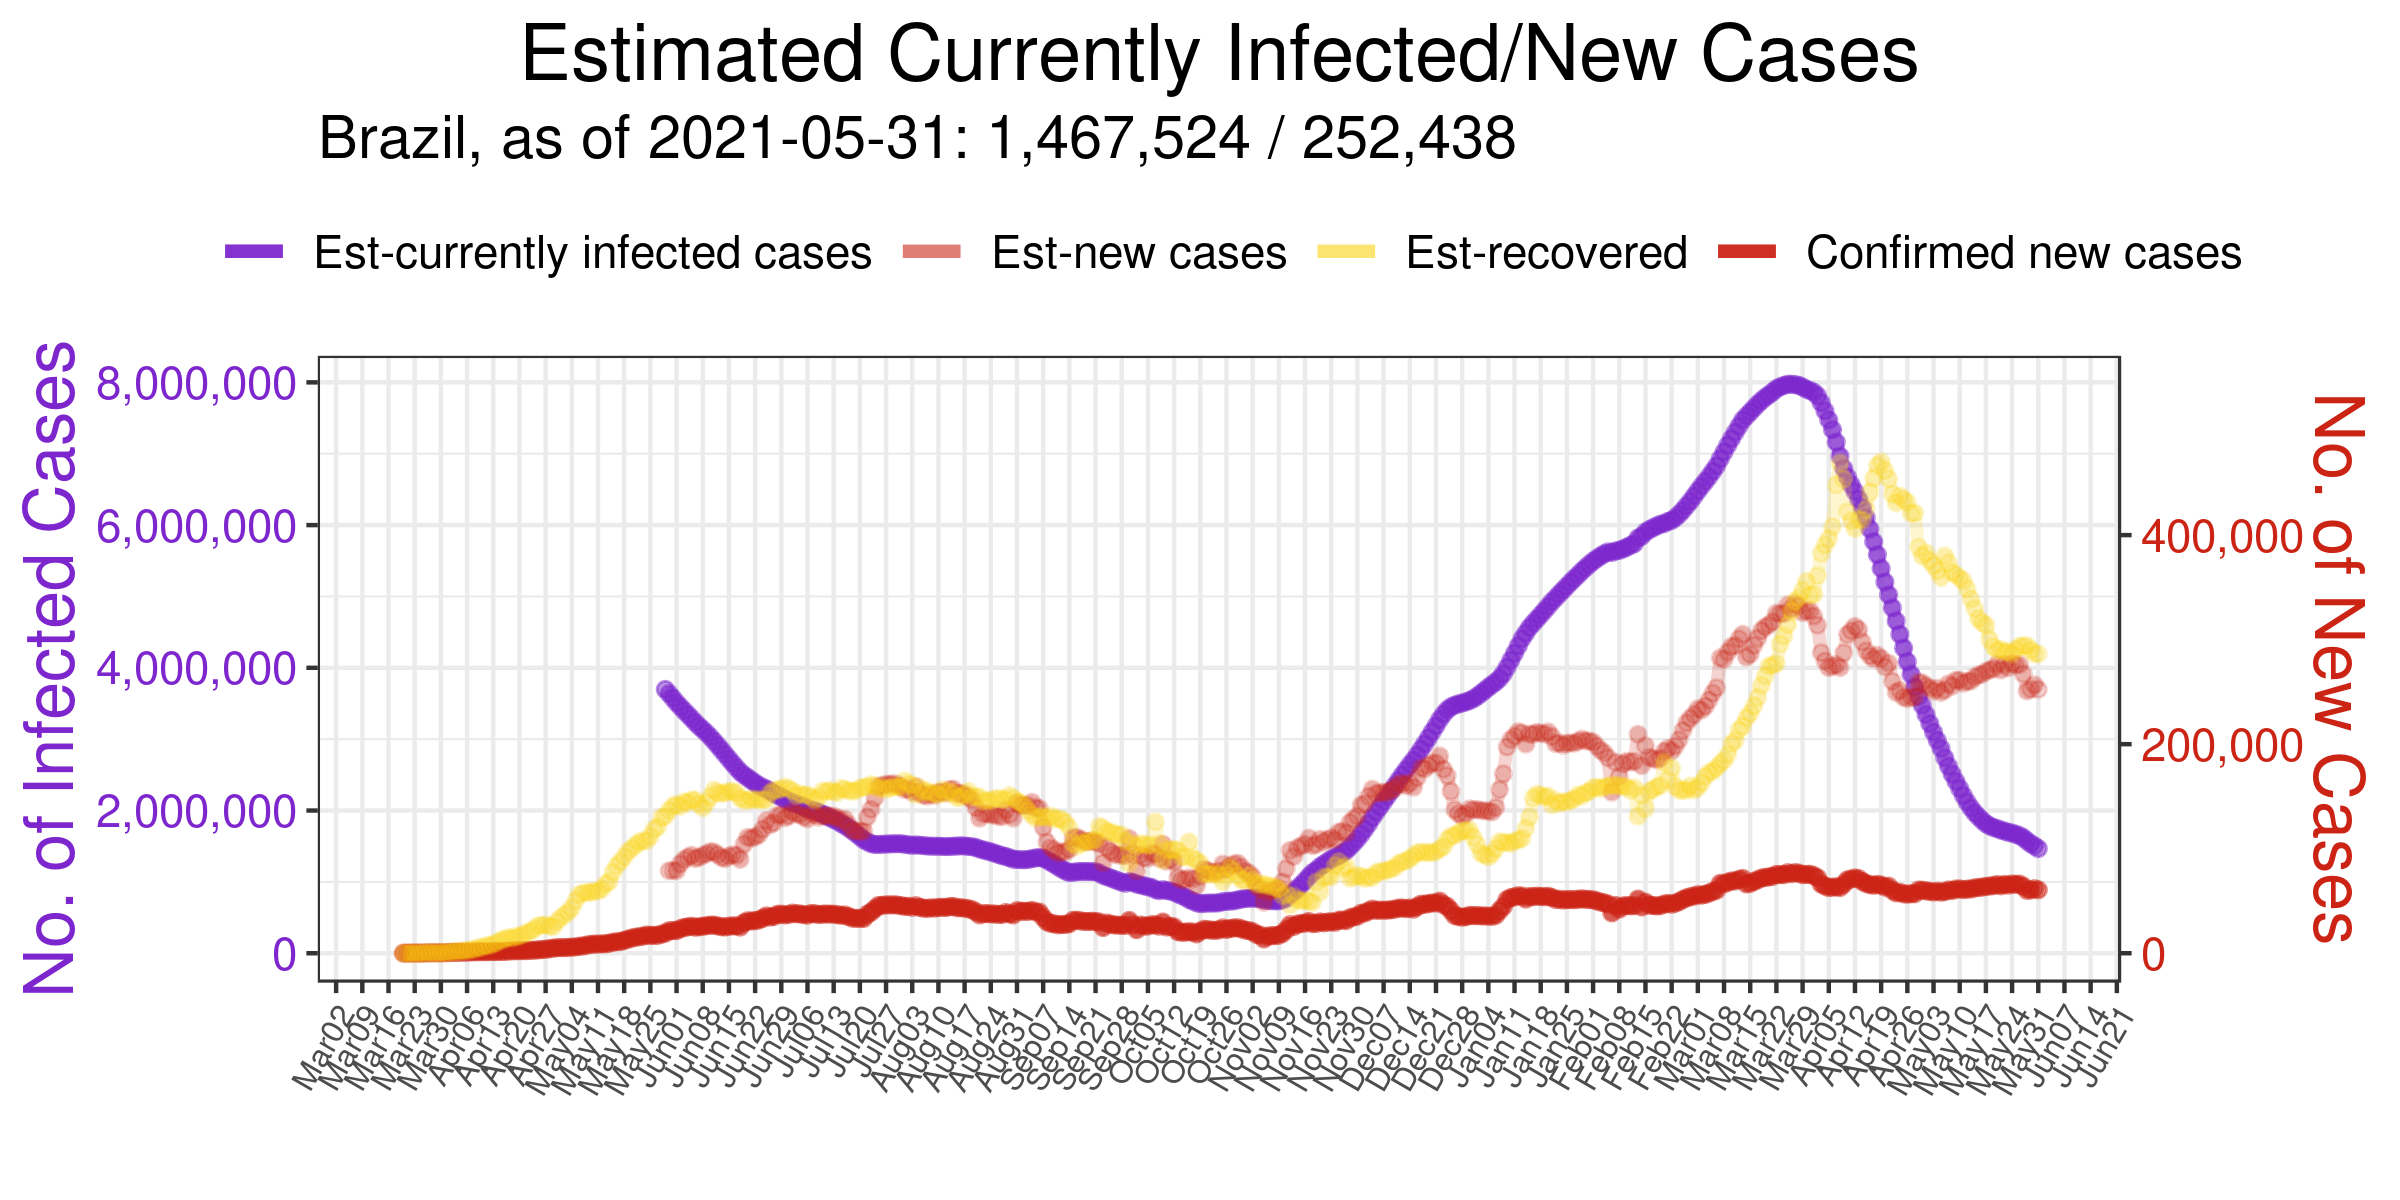 Estimated Currently Infected/New Cases
Brazil, as of 2021-05-31: 1,467,524 / 252,438
Est-currently infected cases Est-new cases Est-recovered Confirmed new cases
No. of Infected Cases
8,000,000
6,000,000
4,000,000
2,000,000
0
400,000
200,000
0
No. of New Cases
Mar02 Mar09 Mar16 Mar23 Mar30 Apr06 Apr13 Apr20 Apr27 May04 May11 May18 May25 Jun01 Jun08 Jun15 Jun22 Jun29 Jul06 Jul13 Jul20 Jul27 Aug03 Aug10 Aug17 Aug24 Aug31 Sep07 Sep14 Sep21 Sep28 Oct05 Oct12 Oct19 Oct26 Nov02 Nov09 Nov16 Nov23 Nov30 Dec07 Dec14 Dec21 Dec28 Jan04 Jan11 Jan18 Jan25 Feb01 Feb08 Feb15 Feb22 Mar01 Mar08 Mar15 Mar22 Mar29 Apr05 Apr12 Apr19 Apr26 May03 May10 May17 May24 May31 Jun07 Jun14 Jun21